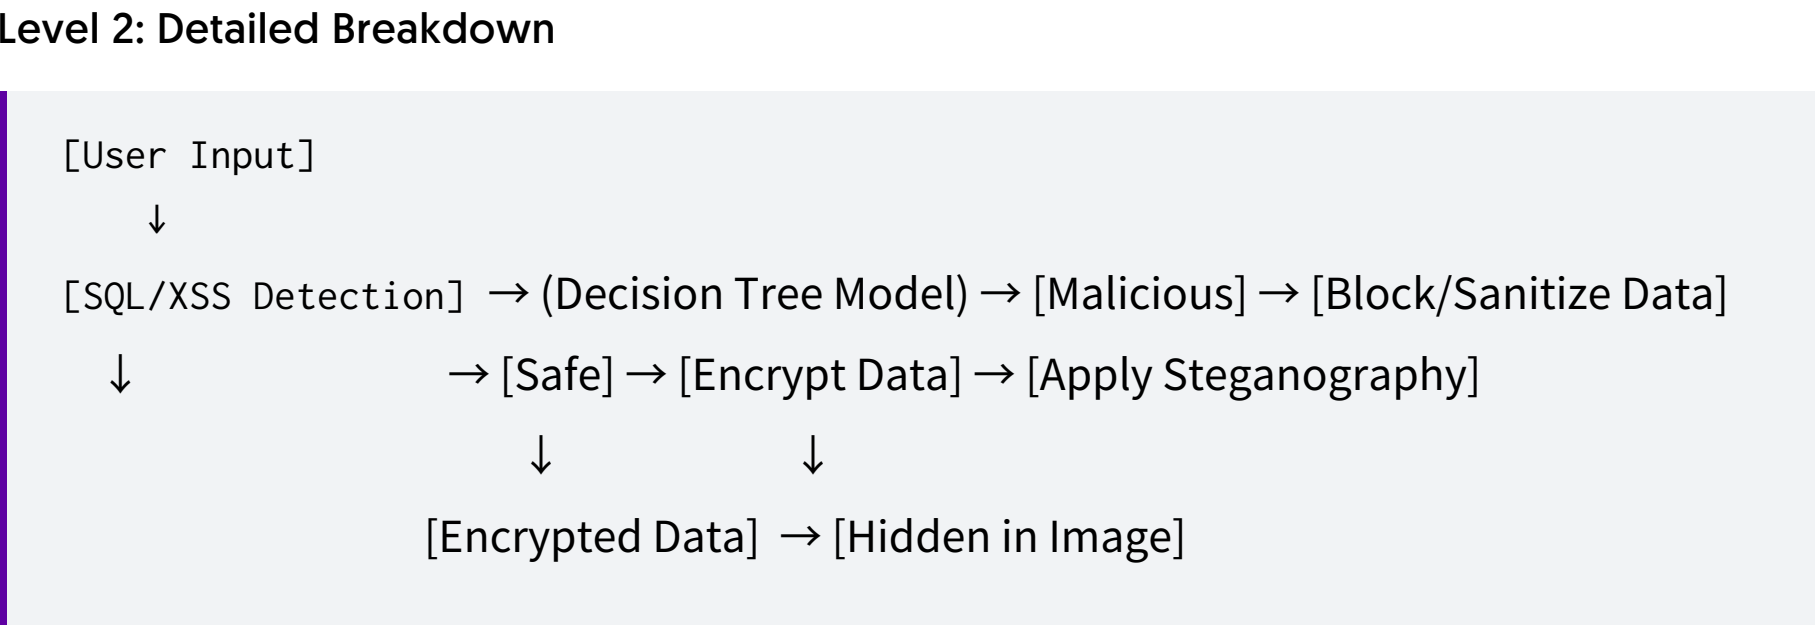 Level 2: Detailed Breakdown
[User Input]
↓
[SQL/XSS Detection] → (Decision Tree Model) → [Malicious] → [Block/Sanitize Data]
↓ → [Safe] → [Encrypt Data] → [Apply Steganography]
↓ ↓
[Encrypted Data] → [Hidden in Image]